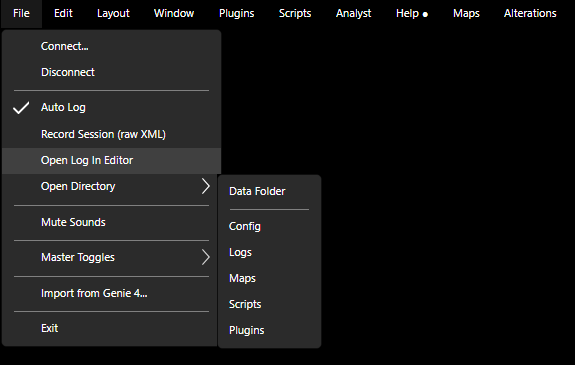 File Edit Layout Window Plugins Scripts Analyst Help ● Maps Alterations
Connect...
Disconnect
Auto Log
Record Session (raw XML)
Open Log In Editor
Open Directory
Mute Sounds
Master Toggles
Import from Genie 4...
Exit
Data Folder
Config
Logs
Maps
Scripts
Plugins